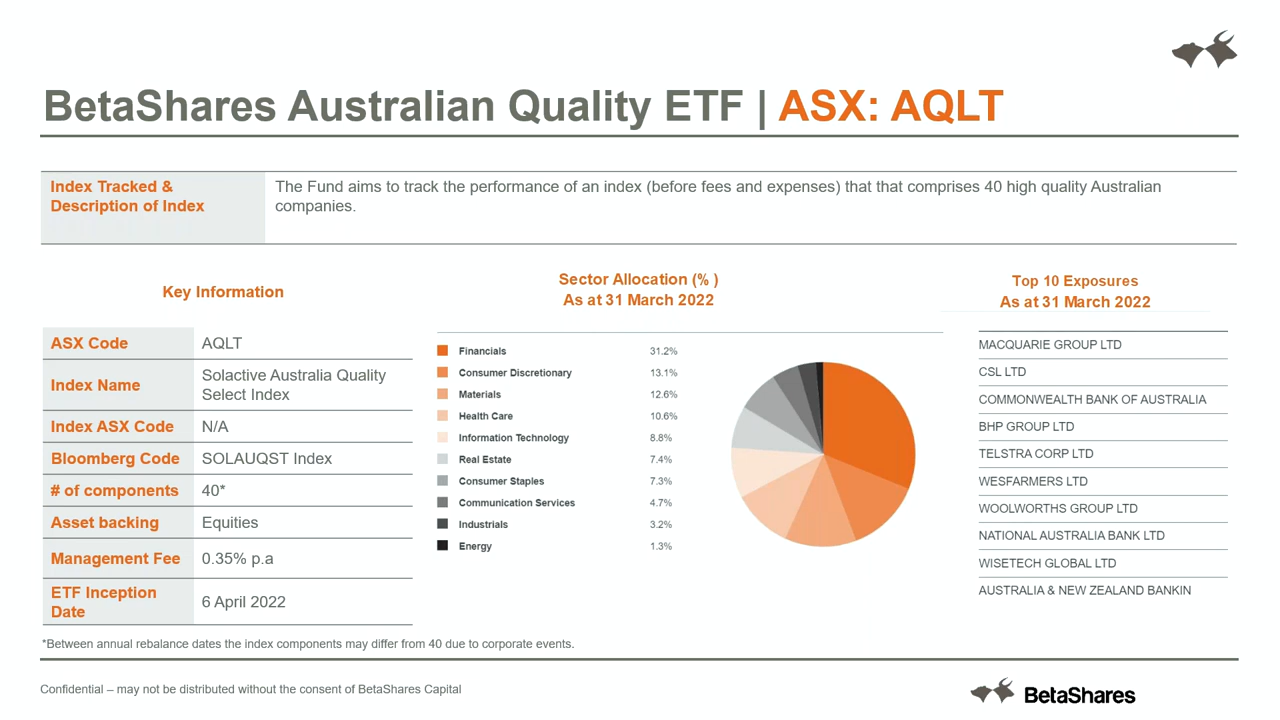 BetaShares Australian Quality ETF | ASX: AQLT
Index Tracked &
Description of Index
The Fund aims to track the performance of an index (before fees and expenses) that that comprises 40 high quality Australian
companies.
Key Information
ASX Code AQLT
Index Name Solactive Australia Quality
Select Index
Index ASX Code N/A
Bloomberg Code SOLAUQST Index
# of components 40*
Asset backing Equities
Management Fee 0.35% p.a
ETF Inception
Date 6 April 2022
Sector Allocation (% )
As at 31 March 2022
Financials 31.2%
Consumer Discretionary 13.1%
Materials 12.6%
Health Care 10.6%
Information Technology 8.8%
Real Estate 7.4%
Consumer Staples 7.3%
Communication Services 4.7%
Industrials 3.2%
Energy 1.3%
Top 10 Exposures
As at 31 March 2022
MACQUARIE GROUP LTD
CSL LTD
COMMONWEALTH BANK OF AUSTRALIA
BHP GROUP LTD
TELSTRA CORP LTD
WESFARMERS LTD
WOOLWORTHS GROUP LTD
NATIONAL AUSTRALIA BANK LTD
WISETECH GLOBAL LTD
AUSTRALIA & NEW ZEALAND BANKIN
*Between annual rebalance dates the index components may differ from 40 due to corporate events.
Confidential – may not be distributed without the consent of BetaShares Capital
BetaShares